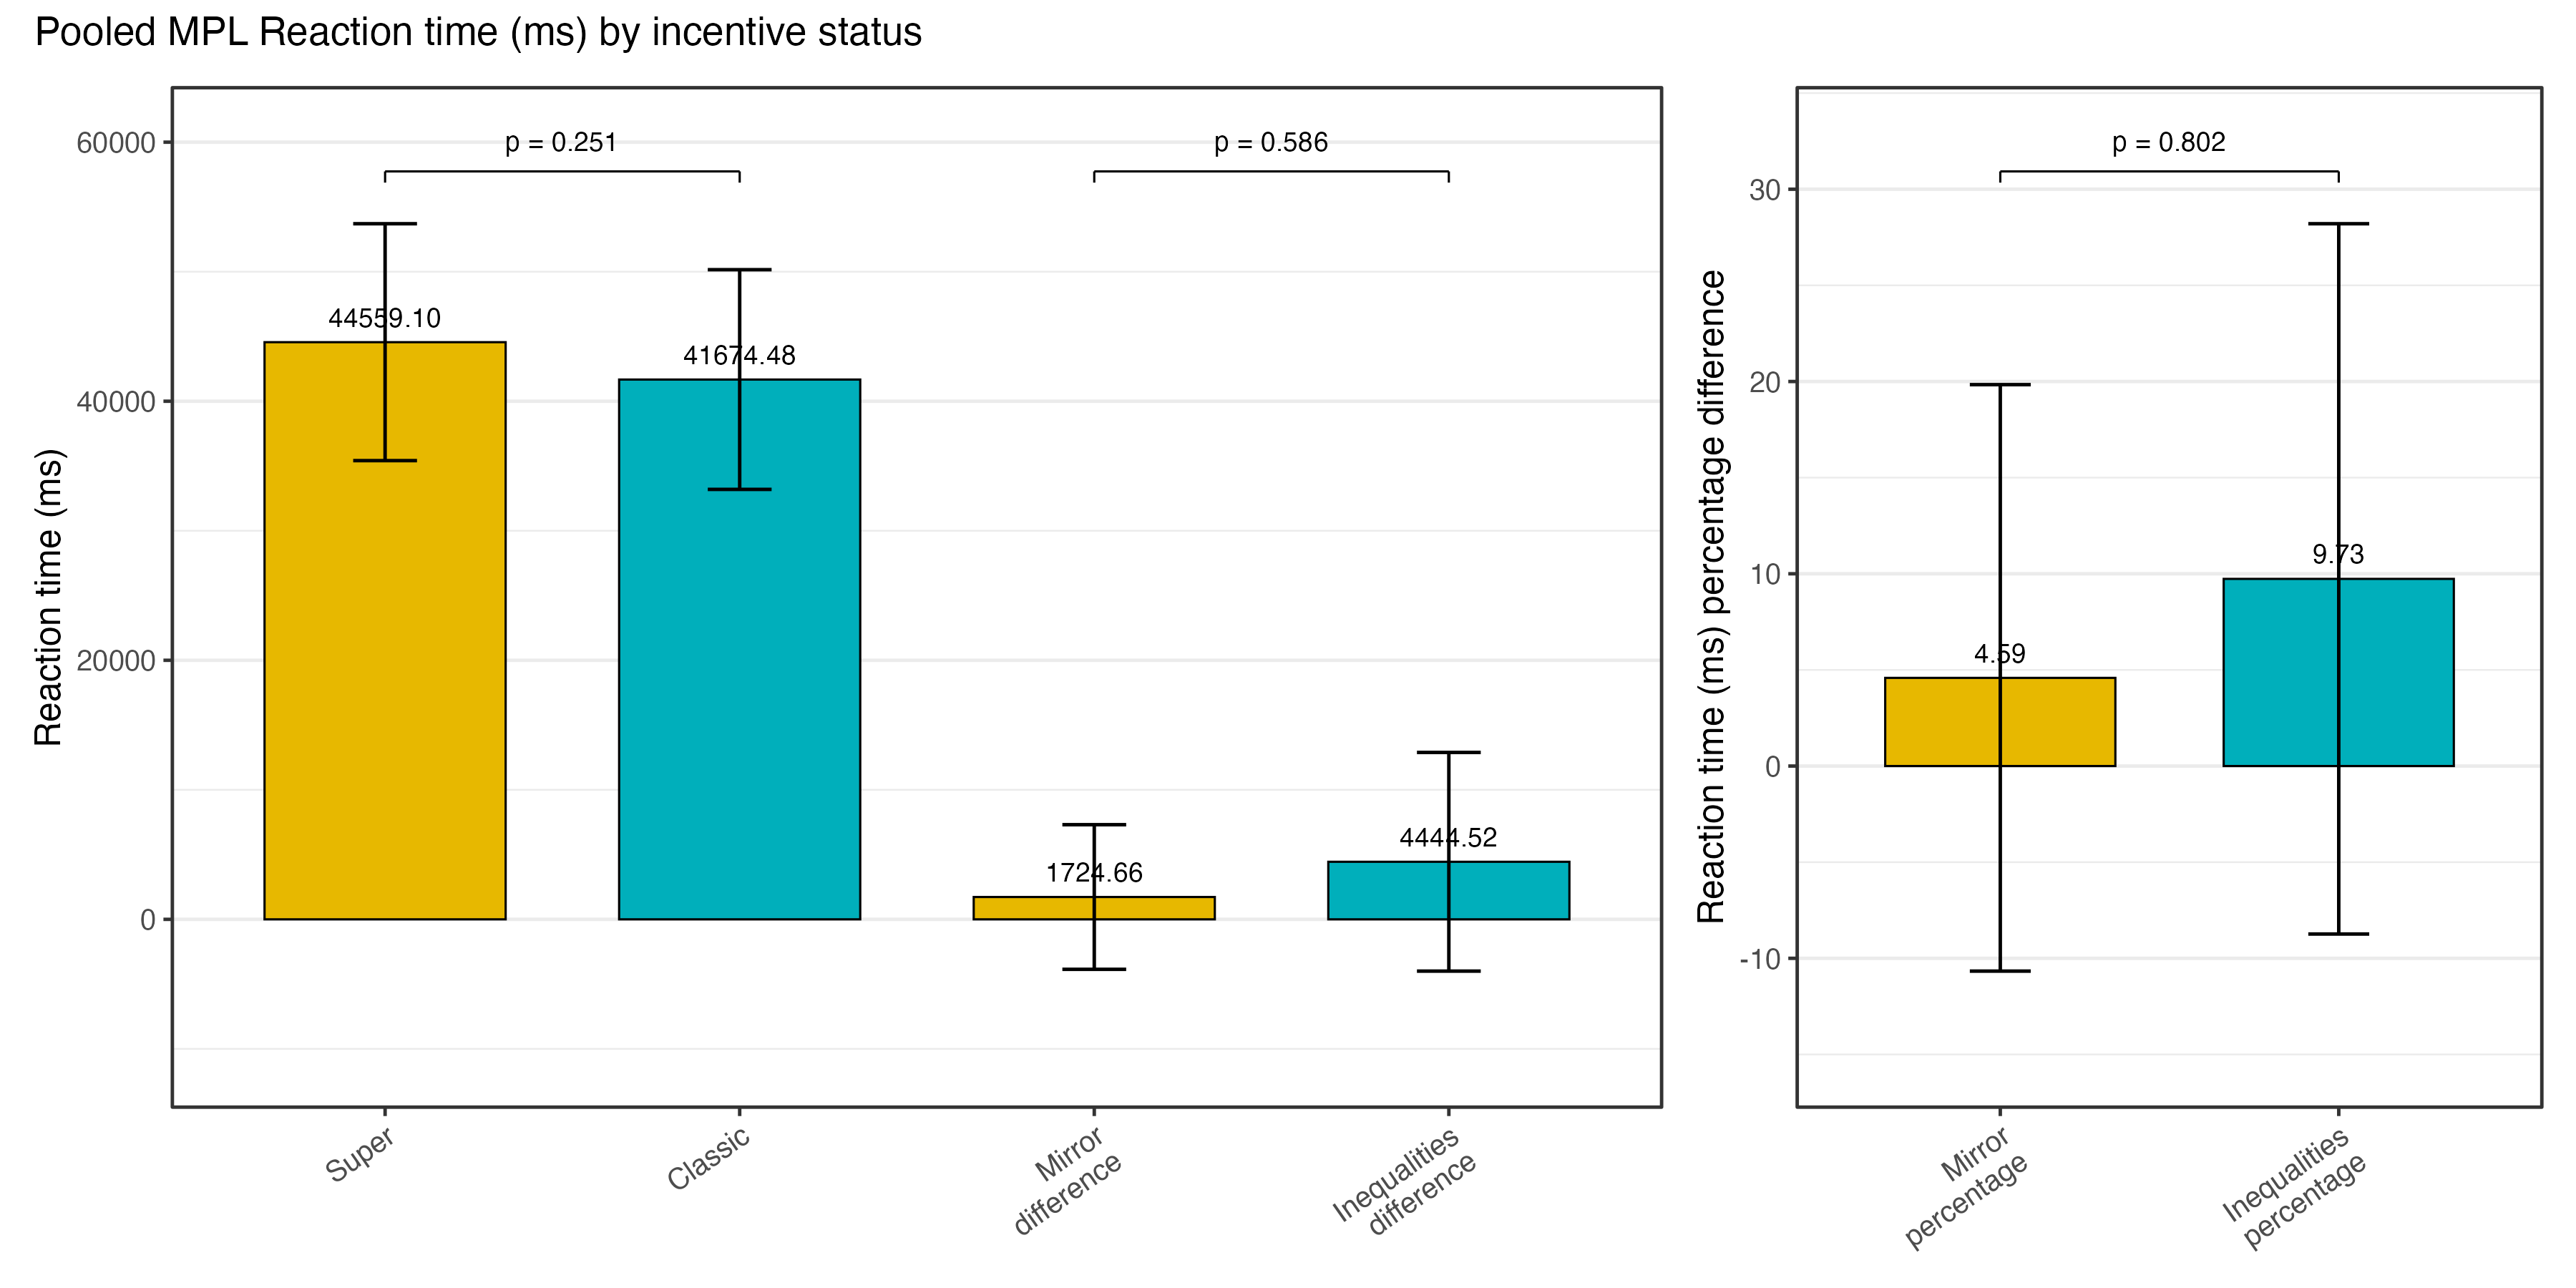 Pooled MPL Reaction time (ms) by incentive status
Reaction time (ms)
60000
40000
20000
0
p = 0.251
p = 0.586
44559.10
41674.48
1724.66
4444.52
Super
Classic
Mirror
difference
Inequalities
difference
Reaction time (ms) percentage difference
30
20
10
0
-10
p = 0.802
4.59
9.73
Mirror
percentage
Inequalities
percentage